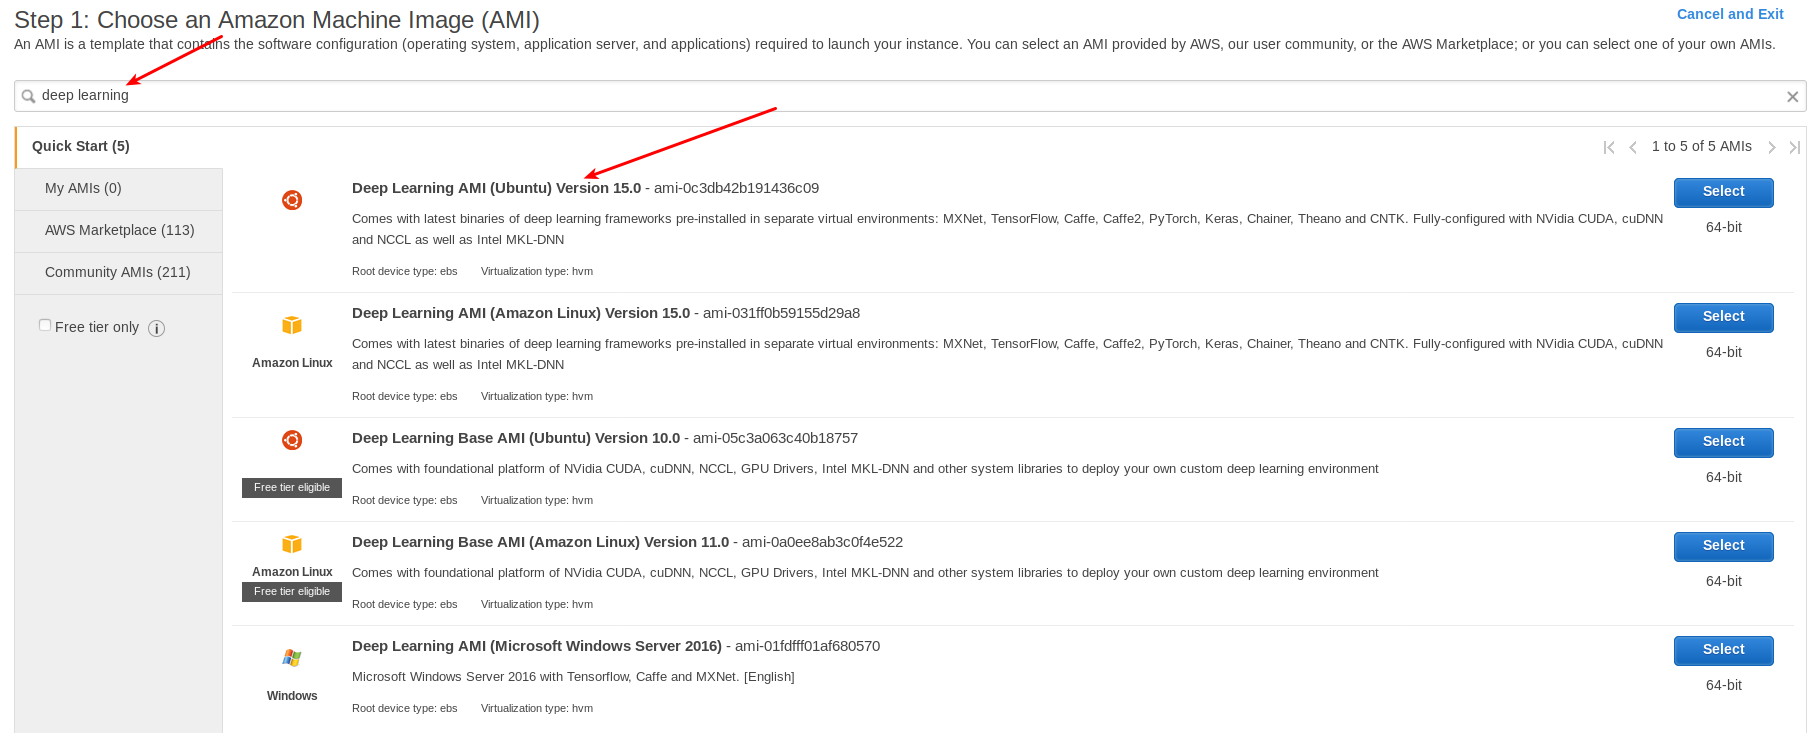 Step 1: Choose an Amazon Machine Image (AMI)
Cancel and Exit
An AMI is a template that contains the software configuration (operating system, application server, and applications) required to launch your instance. You can select an AMI provided by AWS, our user community, or the AWS Marketplace; or you can select one of your own AMIs.
deep learning
Quick Start (5)
1 to 5 of 5 AMIs
My AMIs (0)
AWS Marketplace (113)
Community AMIs (211)
Free tier only
Deep Learning AMI (Ubuntu) Version 15.0 - ami-0c3db42b191436c09
Select
Comes with latest binaries of deep learning frameworks pre-installed in separate virtual environments: MXNet, TensorFlow, Caffe, Caffe2, PyTorch, Keras, Chainer, Theano and CNTK. Fully-configured with NVidia CUDA, cuDNN
64-bit
and NCCL as well as Intel MKL-DNN
Root device type: ebs Virtualization type: hvm
Deep Learning AMI (Amazon Linux) Version 15.0 - ami-031ff0b59155d29a8
Select
Comes with latest binaries of deep learning frameworks pre-installed in separate virtual environments: MXNet, TensorFlow, Caffe, Caffe2, PyTorch, Keras, Chainer, Theano and CNTK. Fully-configured with NVidia CUDA, cuDNN
64-bit
Amazon Linux
and NCCL as well as Intel MKL-DNN
Root device type: ebs Virtualization type: hvm
Deep Learning Base AMI (Ubuntu) Version 10.0 - ami-05c3a063c40b18757
Select
Comes with foundational platform of NVidia CUDA, cuDNN, NCCL, GPU Drivers, Intel MKL-DNN and other system libraries to deploy your own custom deep learning environment
64-bit
Free tier eligible
Root device type: ebs Virtualization type: hvm
Deep Learning Base AMI (Amazon Linux) Version 11.0 - ami-0a0ee8ab3c0f4e522
Select
Amazon Linux
Comes with foundational platform of NVidia CUDA, cuDNN, NCCL, GPU Drivers, Intel MKL-DNN and other system libraries to deploy your own custom deep learning environment
64-bit
Free tier eligible
Root device type: ebs Virtualization type: hvm
Deep Learning AMI (Microsoft Windows Server 2016) - ami-01fdfff01af680570
Select
Microsoft Windows Server 2016 with Tensorflow, Caffe and MXNet. [English]
64-bit
Windows
Root device type: ebs Virtualization type: hvm